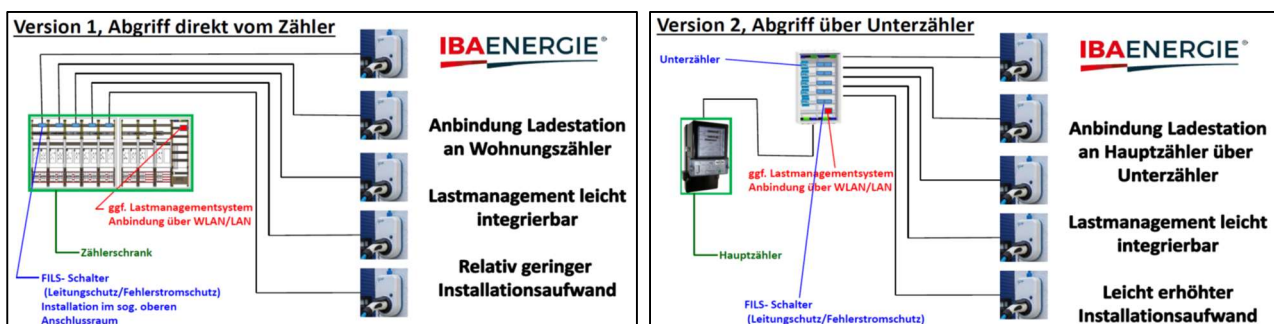 Version 1, Abgriff direkt vom Zähler
IBAENERGIE®
Anbindung Ladestation
an Wohnungszähler
Lastmanagement leicht
integrierbar
Relativ geringer
Installationsaufwand
ggf. Lastmanagementsystem
Anbindung über WLAN/LAN
Zählerschrank
FILS- Schalter
(Leitungschutz/Fehlerstromschutz)
Installation im sog. oberen
Anschlussraum
Version 2, Abgriff über Unterzähler
Unterzähler
IBAENERGIE®
Anbindung Ladestation
an Hauptzähler über
Unterzähler
Lastmanagement leicht
integrierbar
Leicht erhöhter
Installationsaufwand
ggf. Lastmanagementsystem
Anbindung über WLAN/LAN
Hauptzähler
FILS- Schalter
(Leitungschutz/Fehlerstromschutz)